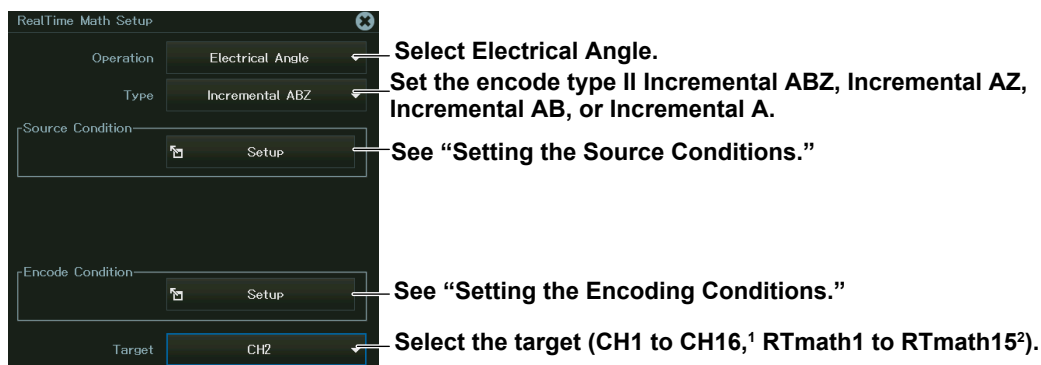 RealTime Math Setup
Operation Electrical Angle Select Electrical Angle.
Type Incremental ABZ Set the encode type II Incremental ABZ, Incremental AZ,
Incremental AB, or Incremental A.
Source Condition
Setup See “Setting the Source Conditions.”
Encode Condition
Setup See “Setting the Encoding Conditions.”
Target CH2 Select the target (CH1 to CH16,¹ RTmath1 to RTmath15²).